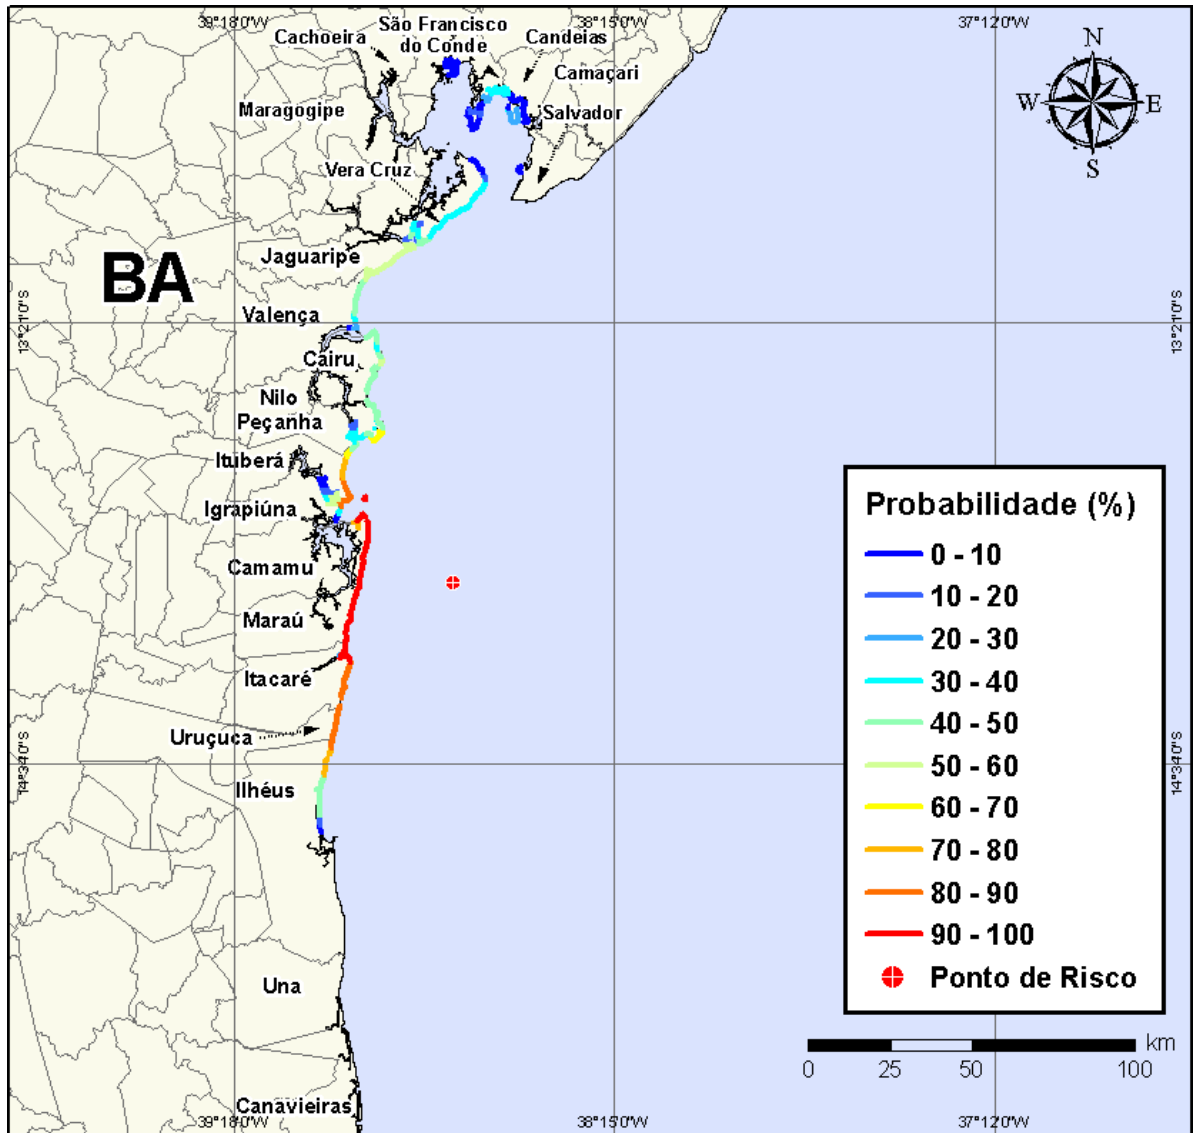 39°18'0"W
38°15'0"W
37°12'0"W
São Francisco
do Conde
Cachoeira
Candeias
Camaçari
Maragogipe
Salvador
Vera Cruz
N
W
E
S
Jaguaripe
BA
Valença
13°21'0"S
13°21'0"S
Cairu
Nilo
Peçanha
Ituberá
Igrapiúna
Camamu
Maraú
Itacaré
Uruçuca
14°34'0"S
14°34'0"S
Ilhéus
Una
Canavieiras
Probabilidade (%)
0 - 10
10 - 20
20 - 30
30 - 40
40 - 50
50 - 60
60 - 70
70 - 80
80 - 90
90 - 100
Ponto de Risco
km
0 25 50 100
39°18'0"W
38°15'0"W
37°12'0"W